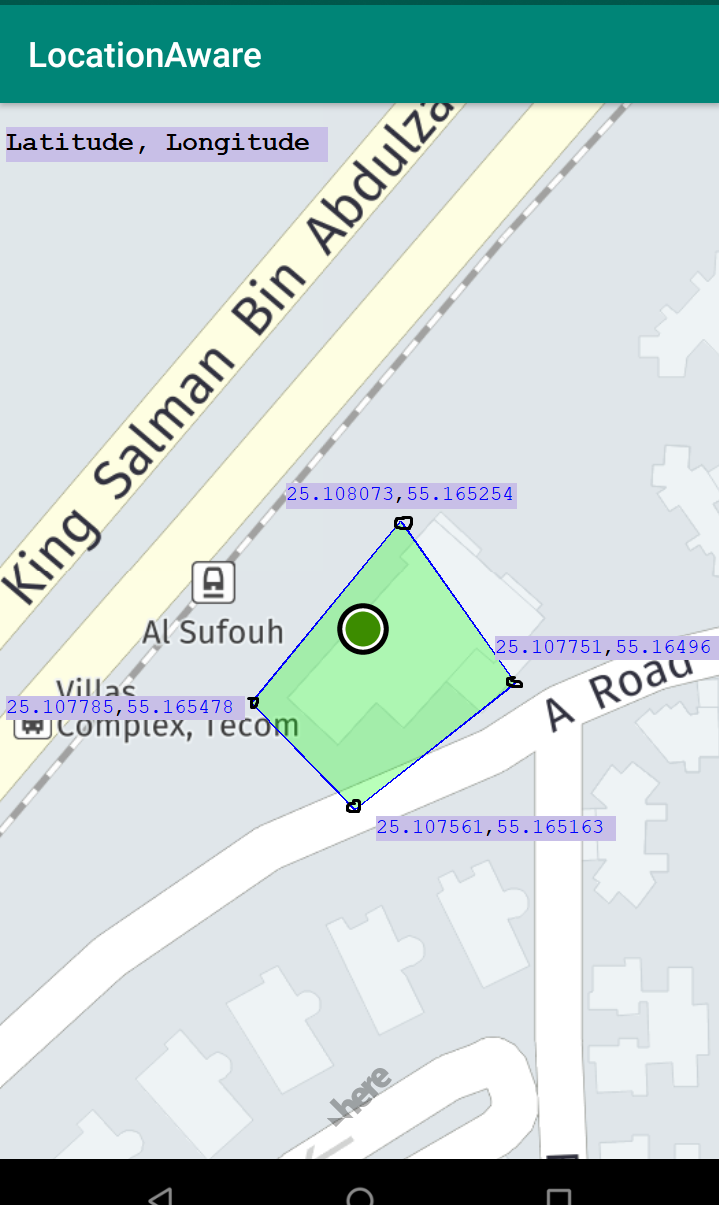 LocationAware
Latitude, Longitude
King Salman Bin Abdulza
25.108073,55.165254
Al Sufouh
25.107751,55.16496
A Road
Villas
25.107785,55.165478
Complex, Tecom
25.107561,55.165163
here